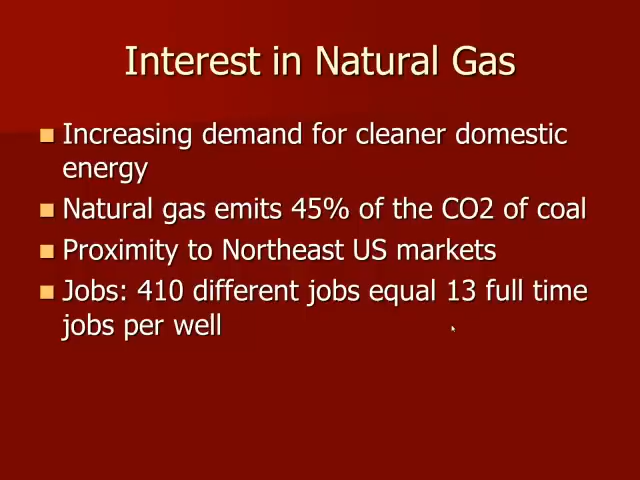 Interest in Natural Gas
Increasing demand for cleaner domestic
energy
Natural gas emits 45% of the CO2 of coal
Proximity to Northeast US markets
Jobs: 410 different jobs equal 13 full time
jobs per well